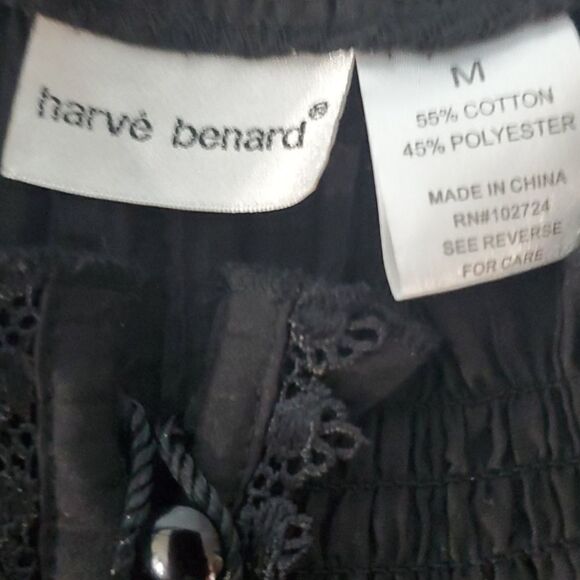 harvé benard®
M
55% COTTON
45% POLYESTER
MADE IN CHINA
RN#102724
SEE REVERSE
FOR CARE